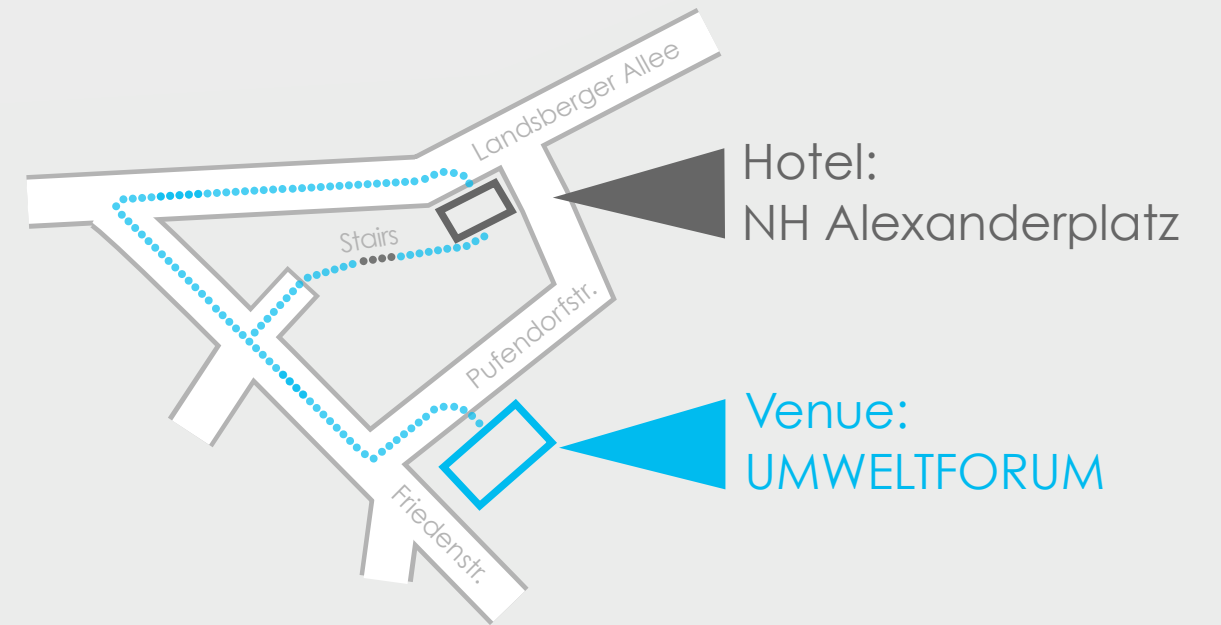 Landsberger Allee
Hotel:
NH Alexanderplatz
Stairs
Pufendorfstr.
Venue:
UMWELTFORUM
Friedenstr.